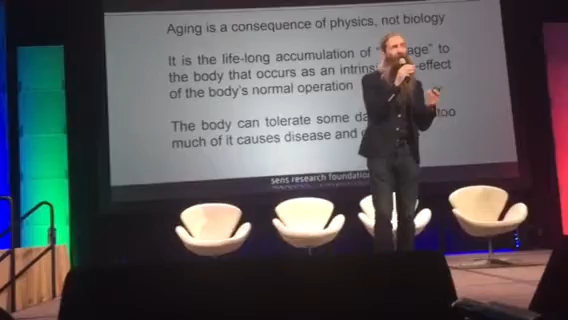 Aging is a consequence of physics, not biology
It is the life-long accumulation of "
to
the body that occurs as an
of the body's normal operation
The body can tolerate some
too
much of it causes disease and
sens research foundation